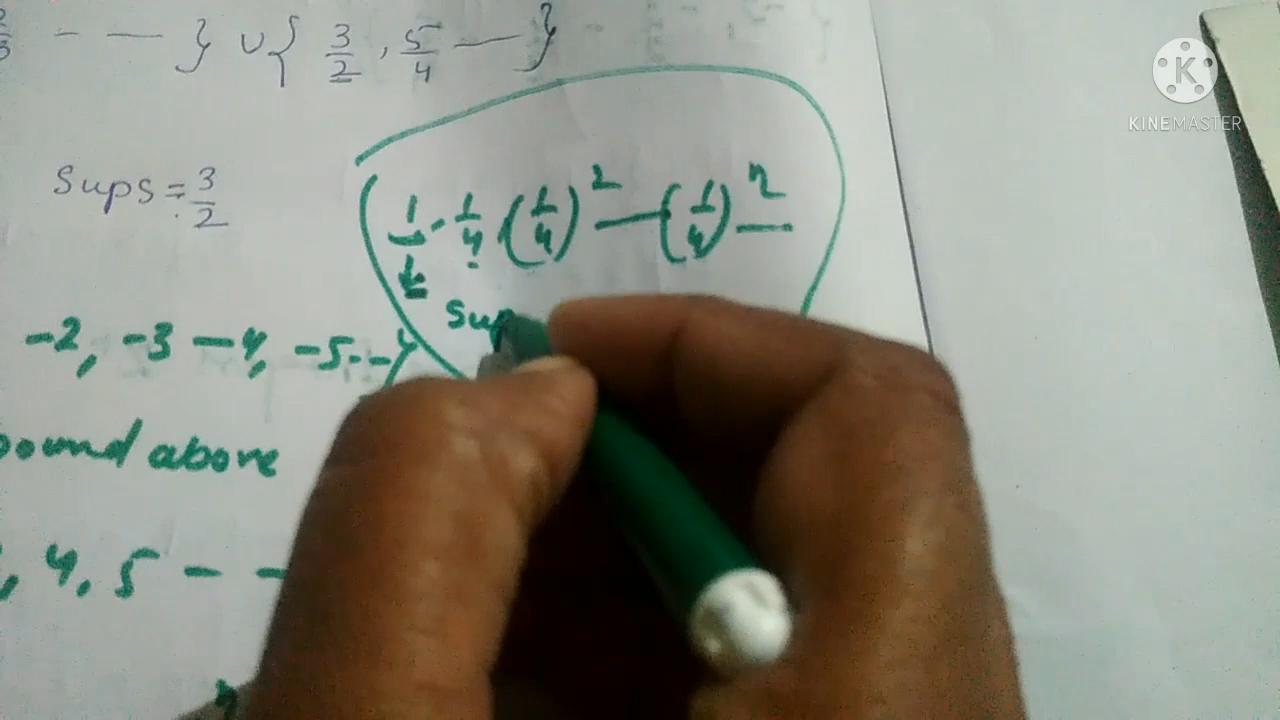 - - — } ∪ { 3/2 , 5/4 — }
KINEMASTER
Sups = 3/2
1/1 · 1/4 (1/4)^2 — (1/4)^n —
Sup
-2, -3 -4, -5 - -
bound above
, 4, 5 - -